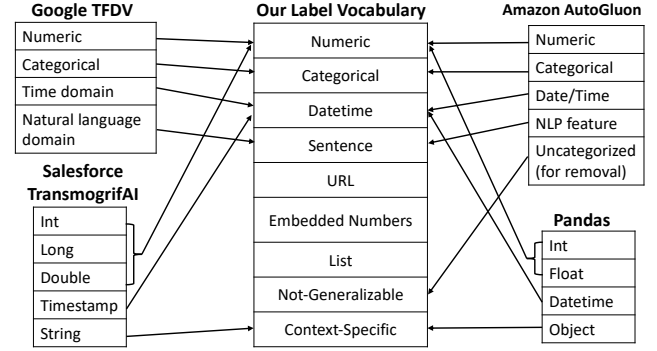 Google TFDV
Numeric
Categorical
Time domain
Natural language
domain
Salesforce
TransmogrifAI
Int
Long
Double
Timestamp
String
Our Label Vocabulary
Numeric
Categorical
Datetime
Sentence
URL
Embedded Numbers
List
Not-Generalizable
Context-Specific
Amazon AutoGluon
Numeric
Categorical
Date/Time
NLP feature
Uncategorized
(for removal)
Pandas
Int
Float
Datetime
Object